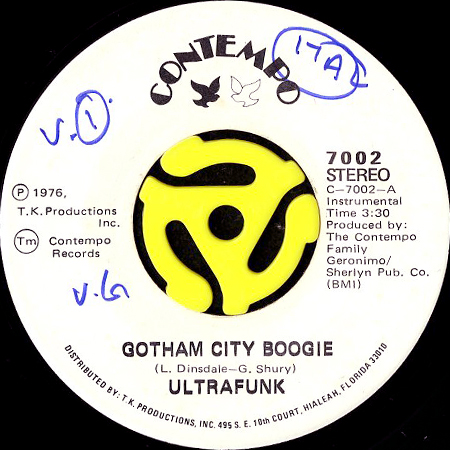 CONTEMPO
ITAL
V.1.
7002
STEREO
C-7002-A
Instrumental
Time 3:30
Produced by:
The Contempo
Family
Geronimo/
Sherlyn Pub. Co.
(BMI)
P 1976,
T.K. Productions
Inc.
Tm Contempo
Records
V.G
GOTHAM CITY BOOGIE
(L. Dinsdale-G. Shury)
ULTRAFUNK
DISTRIBUTED BY: T.K. PRODUCTIONS, INC. 495 S.E. 10th COURT, HIALEAH, FLORIDA 33010